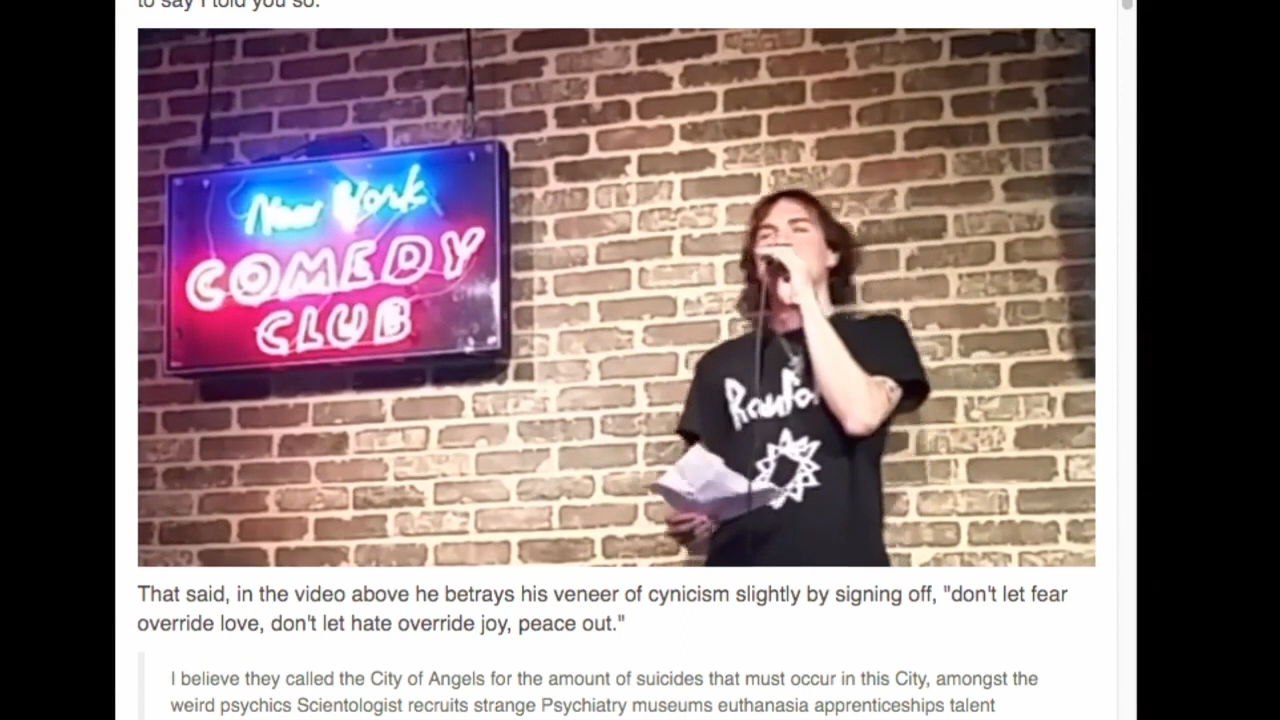 to say I told you so.
New York
COMEDY
CLUB
That said, in the video above he betrays his veneer of cynicism slightly by signing off, "don't let fear
override love, don't let hate override joy, peace out."
I believe they called the City of Angels for the amount of suicides that must occur in this City, amongst the
weird psychics Scientologist recruits strange Psychiatry museums euthanasia apprenticeships talent